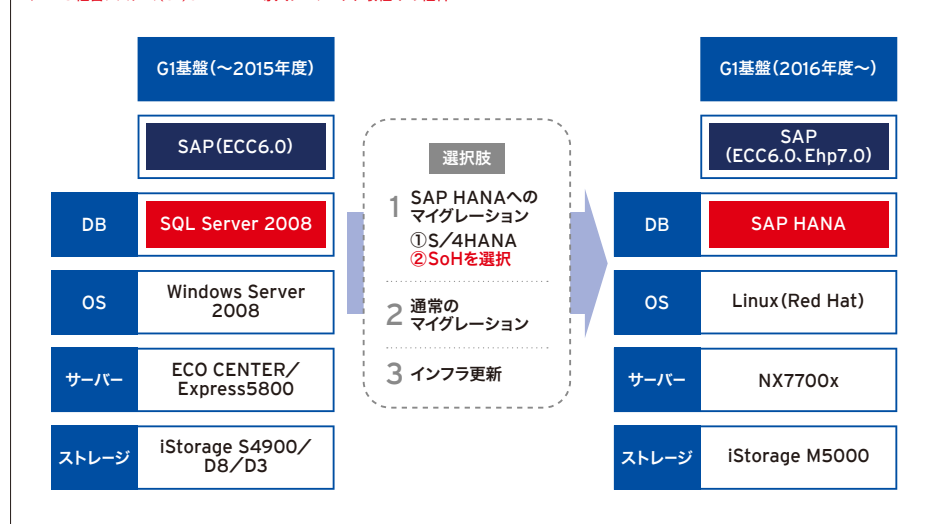 G1基盤(～2015年度)
SAP(ECC6.0)
DB
SQL Server 2008
OS
Windows Server
2008
サーバー
ECO CENTER／
Express5800
ストレージ
iStorage S4900／
D8／D3
選択肢
1 SAP HANAへの
マイグレーション
①S／4HANA
②SoHを選択
2 通常の
マイグレーション
3 インフラ更新
G1基盤(2016年度～)
SAP
(ECC6.0、Ehp7.0)
DB
SAP HANA
OS
Linux(Red Hat)
サーバー
NX7700x
ストレージ
iStorage M5000